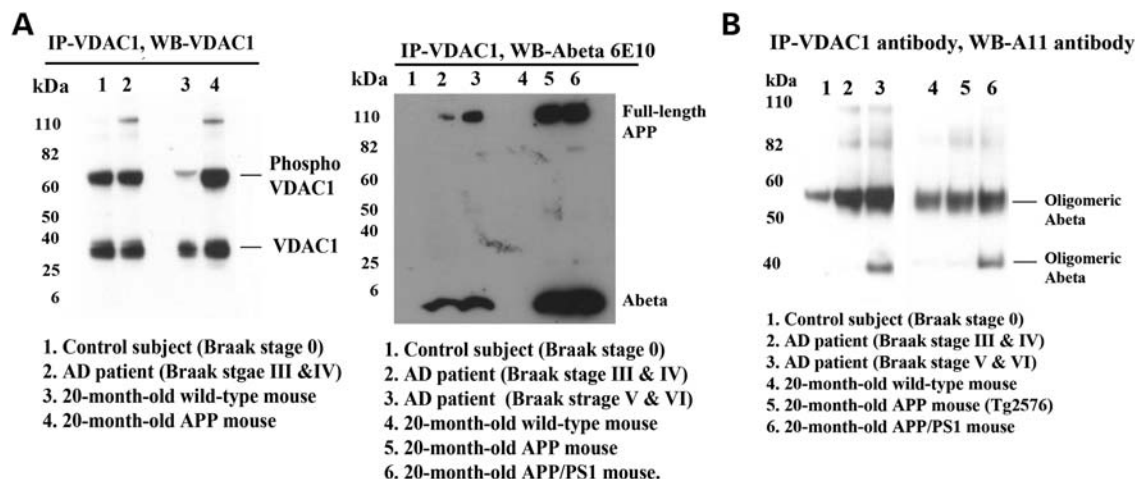 A
IP-VDAC1, WB-VDAC1
kDa 1 2 3 4
110
82
60
40
25
6
Phospho
VDAC1
VDAC1
1. Control subject (Braak stage 0)
2. AD patient (Braak stgae III &IV)
3. 20-month-old wild-type mouse
4. 20-month-old APP mouse
IP-VDAC1, WB-Abeta 6E10
kDa 1 2 3 4 5 6
110
82
60
50
40
25
6
Full-length
APP
Abeta
1. Control subject (Braak stage 0)
2. AD patient (Braak stage III & IV)
3. AD patient (Braak strage V & VI)
4. 20-month-old wild-type mouse
5. 20-month-old APP mouse
6. 20-month-old APP/PS1 mouse.
B
IP-VDAC1 antibody, WB-A11 antibody
kDa 1 2 3 4 5 6
110
82
60
50
40
Oligomeric
Abeta
Oligomeric
Abeta
1. Control subject (Braak stage 0)
2. AD patient (Braak stage III & IV)
3. AD patient (Braak stage V & VI)
4. 20-month-old wild-type mouse
5. 20-month-old APP mouse (Tg2576)
6. 20-month-old APP/PS1 mouse